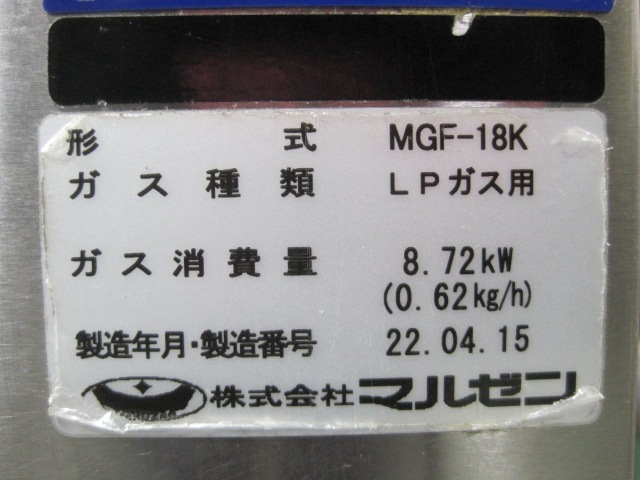 形式 MGF-18K
ガス種類 LPガス用
ガス消費量 8.72kW
(0.62kg/h)
製造年月・製造番号 22.04.15
株式会社 マルゼン